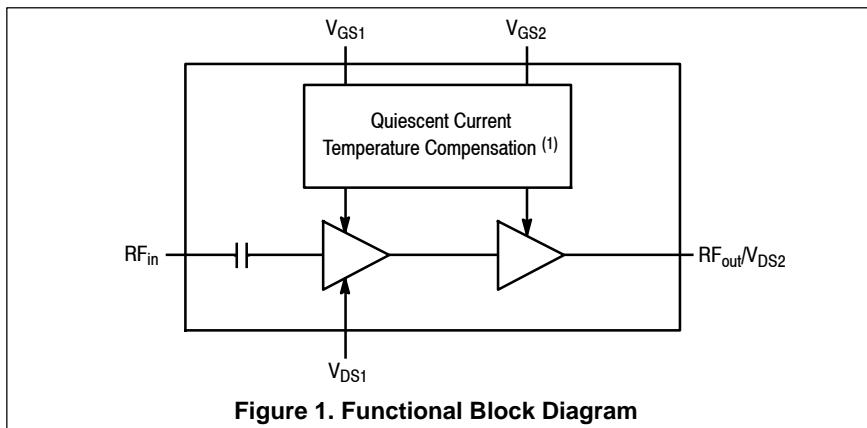 VGS1
VGS2
Quiescent Current
Temperature Compensation (1)
RFin
RFout/VDS2
VDS1
Figure 1. Functional Block Diagram